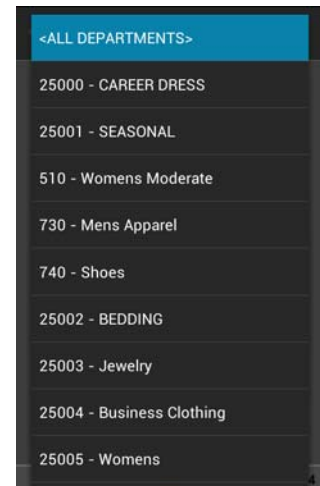 <ALL DEPARTMENTS>
25000 - CAREER DRESS
25001 - SEASONAL
510 - Womens Moderate
730 - Mens Apparel
740 - Shoes
25002 - BEDDING
25003 - Jewelry
25004 - Business Clothing
25005 - Womens
4